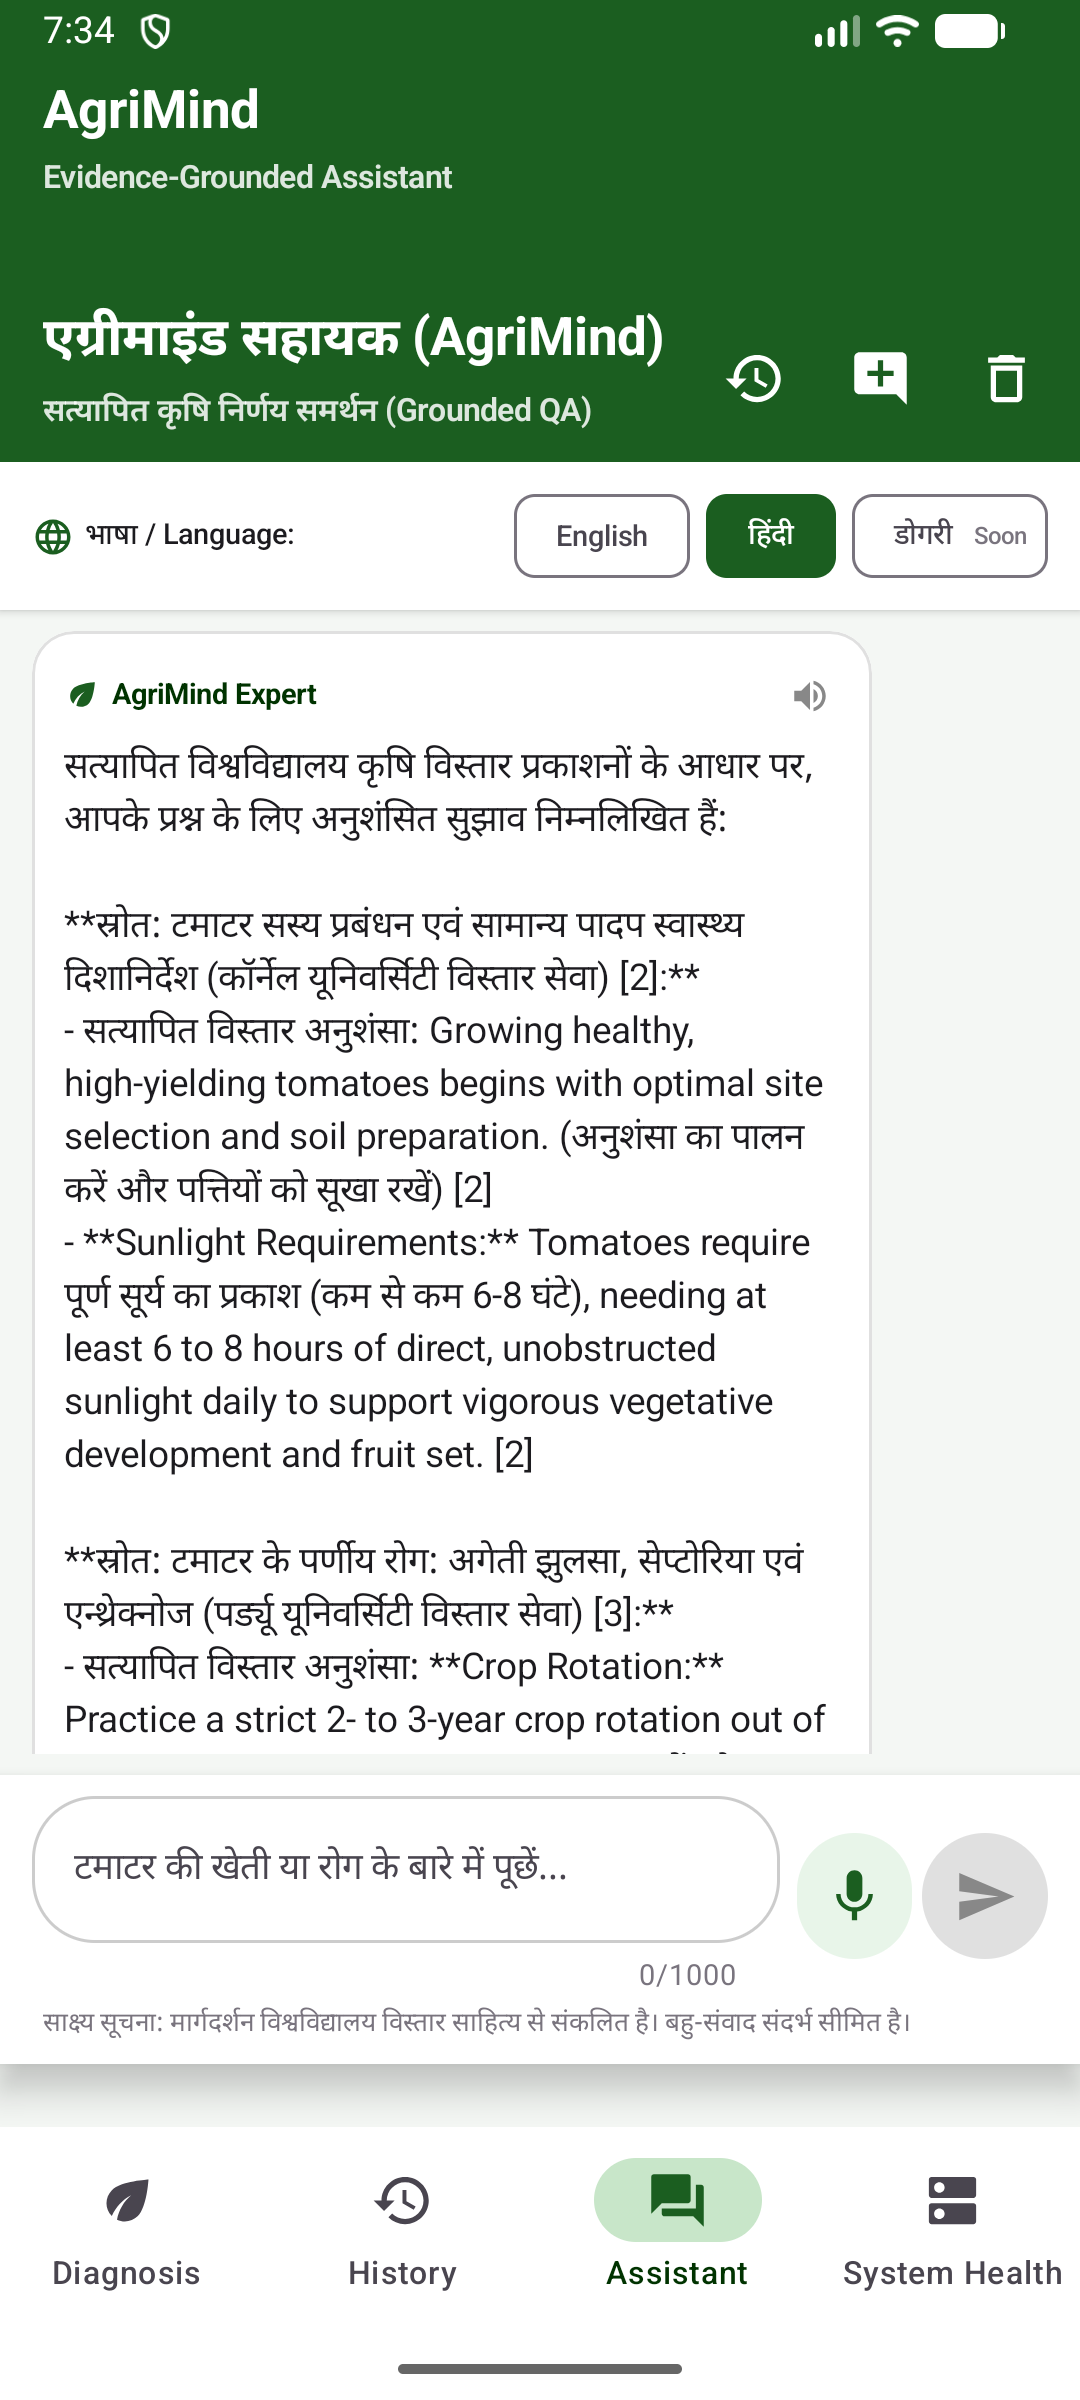 7:34
AgriMind
Evidence-Grounded Assistant
एग्रीमाइंड सहायक (AgriMind)
सत्यापित कृषि निर्णय समर्थन (Grounded QA)
भाषा / Language:
English
हिंदी
डोगरी Soon
AgriMind Expert
सत्यापित विश्वविद्यालय कृषि विस्तार प्रकाशनों के आधार पर,
आपके प्रश्न के लिए अनुशंसित सुझाव निम्नलिखित हैं:
**स्रोत: टमाटर सस्य प्रबंधन एवं सामान्य पादप स्वास्थ्य
दिशानिर्देश (कॉर्नेल यूनिवर्सिटी विस्तार सेवा) [2]:**
- सत्यापित विस्तार अनुशंसा: Growing healthy,
high-yielding tomatoes begins with optimal site
selection and soil preparation. (अनुशंसा का पालन
करें और पत्तियों को सूखा रखें) [2]
- **Sunlight Requirements:** Tomatoes require
पूर्ण सूर्य का प्रकाश (कम से कम 6-8 घंटे), needing at
least 6 to 8 hours of direct, unobstructed
sunlight daily to support vigorous vegetative
development and fruit set. [2]
**स्रोत: टमाटर के पर्णीय रोग: अगेती झुलसा, सेप्टोरिया एवं
एन्थ्रेक्नोज (पर्ड्यू यूनिवर्सिटी विस्तार सेवा) [3]:**
- सत्यापित विस्तार अनुशंसा: **Crop Rotation:**
Practice a strict 2- to 3-year crop rotation out of
टमाटर की खेती या रोग के बारे में पूछें...
0/1000
साक्ष्य सूचना: मार्गदर्शन विश्वविद्यालय विस्तार साहित्य से संकलित है। बहु-संवाद संदर्भ सीमित है।
Diagnosis
History
Assistant
System Health